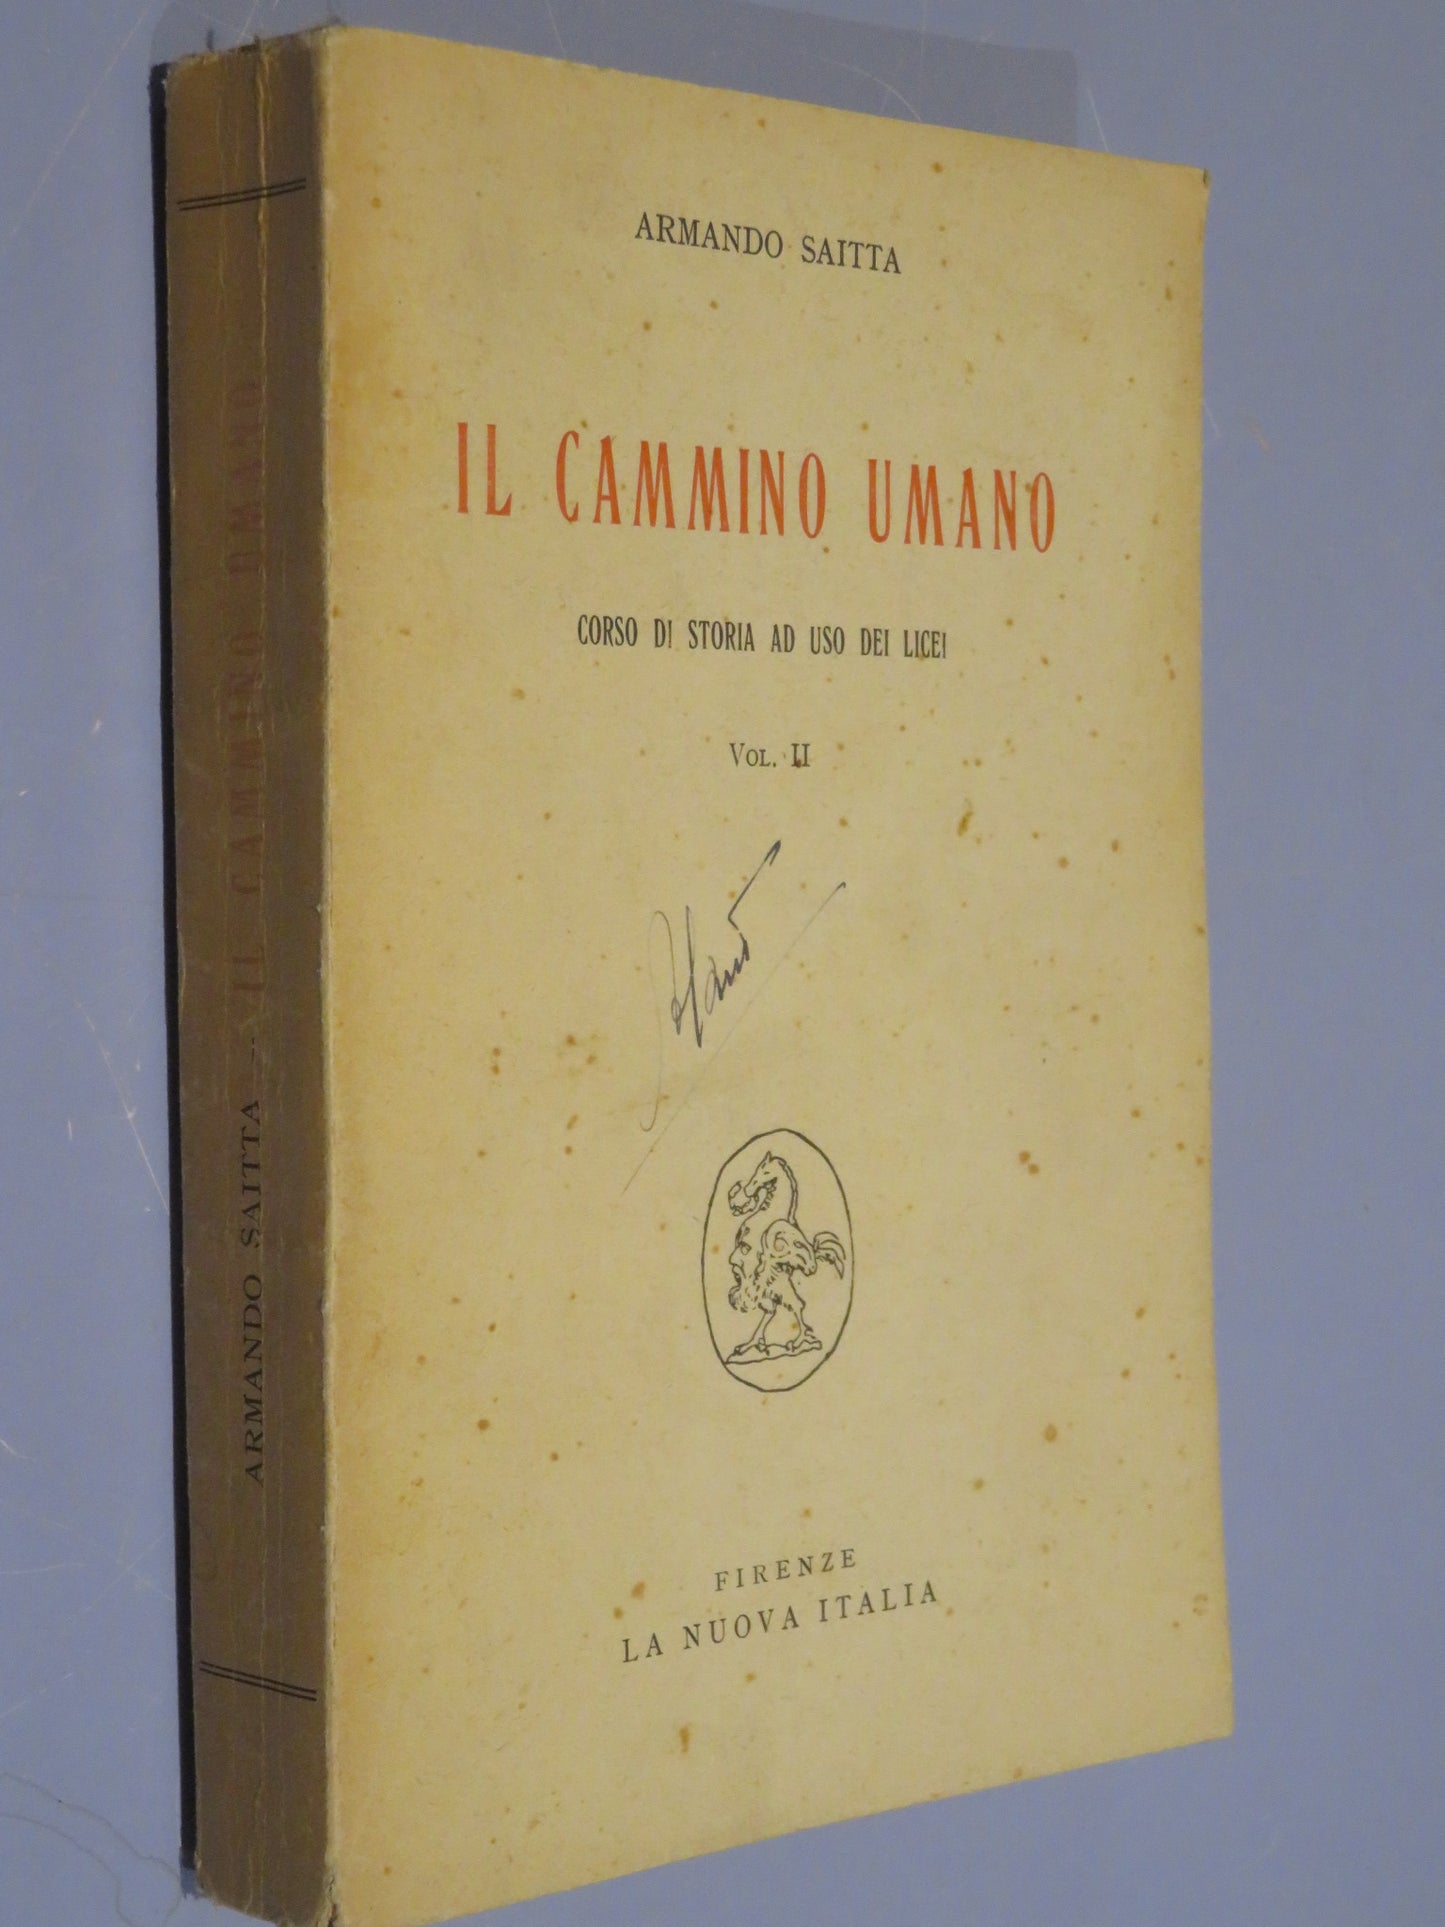 ARMANDO SAITTA
IL CAMMINO UMANO
CORSO DI STORIA AD USO DEI LICEI
VOL. II
FIRENZE
LA NUOVA ITALIA
ARMANDO SAITTA - IL CAMMINO UMANO